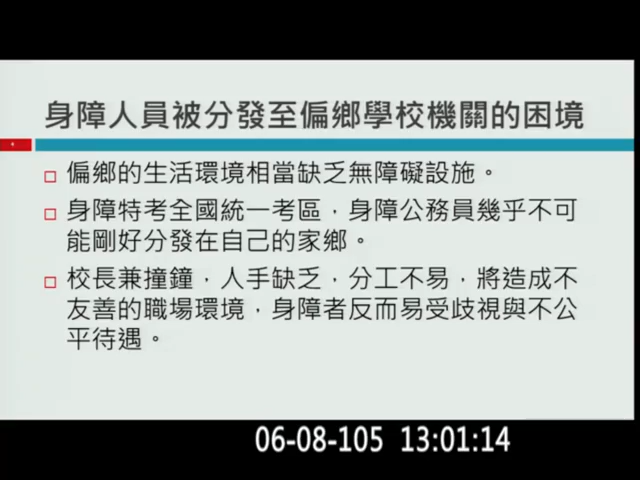 身障人員被分發至偏鄉學校機關的困境
偏鄉的生活環境相當缺乏無障礙設施。
身障特考全國統一考區，身障公務員幾乎不可
能剛好分發在自己的家鄉。
校長兼撞鐘，人手缺乏，分工不易，將造成不
友善的職場環境，身障者反而易受歧視與不公
平待遇。
06-08-105 13:01:14